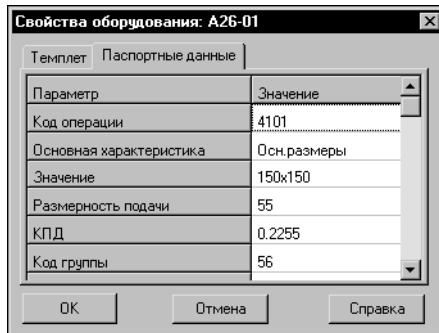 Свойства оборудования: А26-01
Темплет Паспортные данные
Параметр Значение
Код операции 4101
Основная характеристика Осн.размеры
Значение 150x150
Размерность подачи 55
КПД 0.2255
Код группы 56
OK Отмена Справка